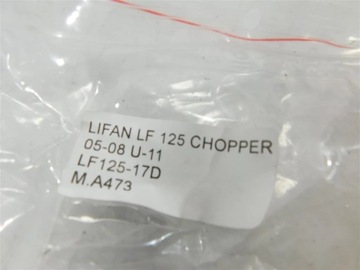 LIFAN LF 125 CHOPPER
05-08 U-11
LF125-17D
M.A473